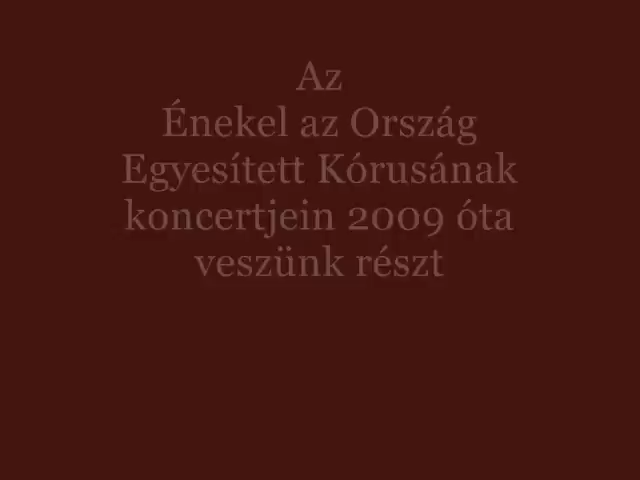 Az
Énekel az Ország
Egyesített Kórusának
koncertjein 2009 óta
veszünk részt